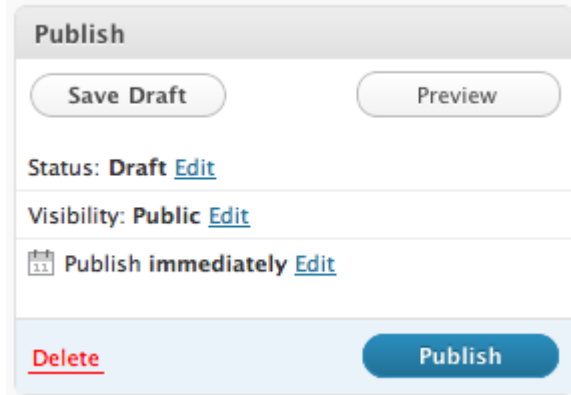 Publish
Save Draft Preview
Status: Draft Edit
Visibility: Public Edit
11 Publish immediately Edit
Delete Publish